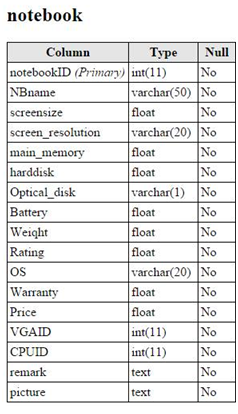 notebook
Column Type Null
notebookID (Primary) int(11) No
NBname varchar(50) No
screensize float No
screen_resolution varchar(20) No
main_memory float No
harddisk float No
Optical_disk varchar(1) No
Battery float No
Weight float No
Rating float No
OS varchar(20) No
Warranty float No
Price float No
VGAID int(11) No
CPUID int(11) No
remark text No
picture text No